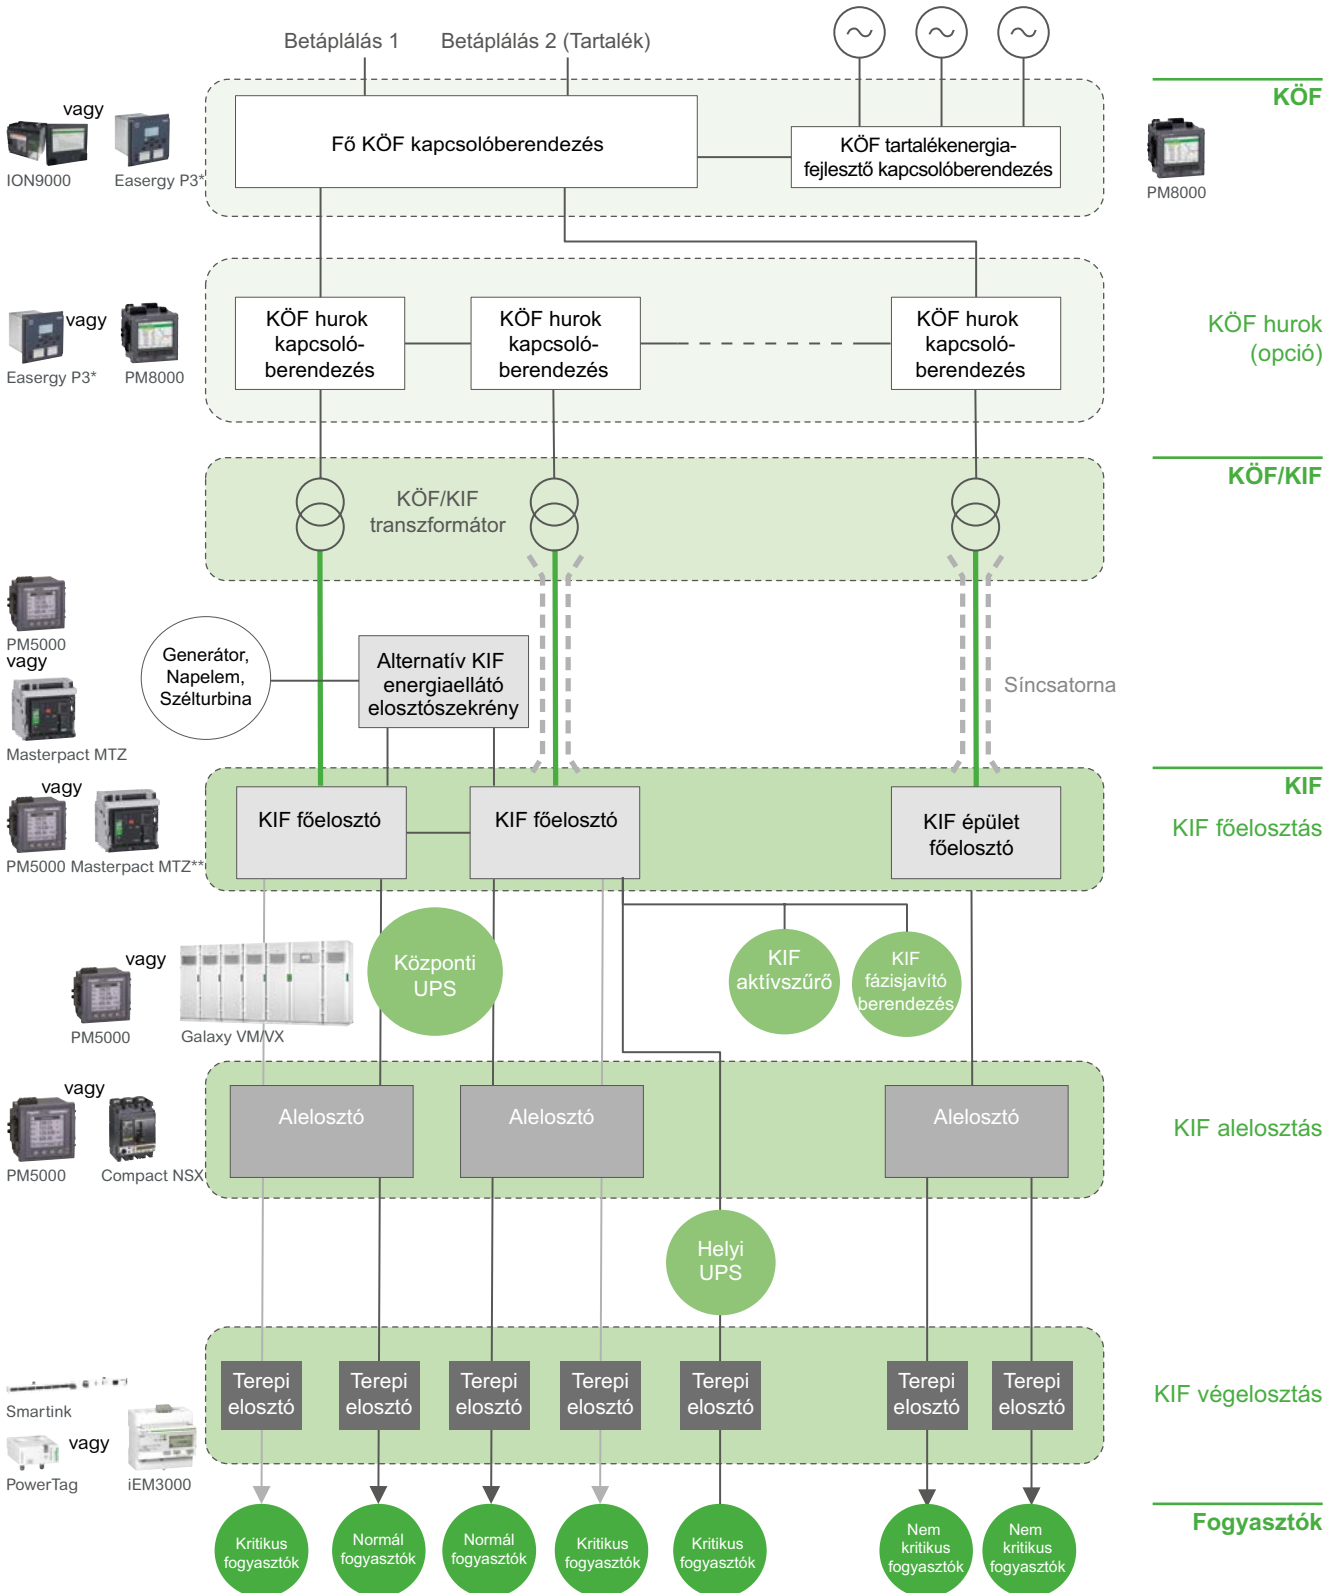 Betáplálás 1
Betáplálás 2 (Tartalék)
KÖF
vagy
ION9000
Easergy P3*
Fő KÖF kapcsolóberendezés
KÖF tartalékenergia-
fejlesztő kapcsolóberendezés
PM8000
vagy
Easergy P3*
PM8000
KÖF hurok
kapcsoló-
berendezés
KÖF hurok
kapcsoló-
berendezés
KÖF hurok
kapcsoló-
berendezés
KÖF hurok
(opció)
KÖF/KIF
KÖF/KIF
transzformátor
PM5000
vagy
Masterpact MTZ
Generátor,
Napelem,
Szélturbina
Alternatív KIF
energiaellátó
elosztószekrény
Síncsatorna
KIF
vagy
PM5000
Masterpact MTZ**
KIF főelosztó
KIF főelosztó
KIF épület
főelosztó
KIF főelosztás
vagy
PM5000
Galaxy VM/VX
Központi
UPS
KIF
aktívszűrő
KIF
fázisjavító
berendezés
vagy
PM5000
Compact NSX
Alelosztó
Alelosztó
Alelosztó
KIF alelosztás
Helyi
UPS
Smartink
vagy
PowerTag
iEM3000
Terepi
elosztó
Terepi
elosztó
Terepi
elosztó
Terepi
elosztó
Terepi
elosztó
Terepi
elosztó
Terepi
elosztó
KIF végelosztás
Fogyasztók
Kritikus
fogyasztók
Normál
fogyasztók
Normál
fogyasztók
Kritikus
fogyasztók
Kritikus
fogyasztók
Nem
kritikus
fogyasztók
Nem
kritikus
fogyasztók